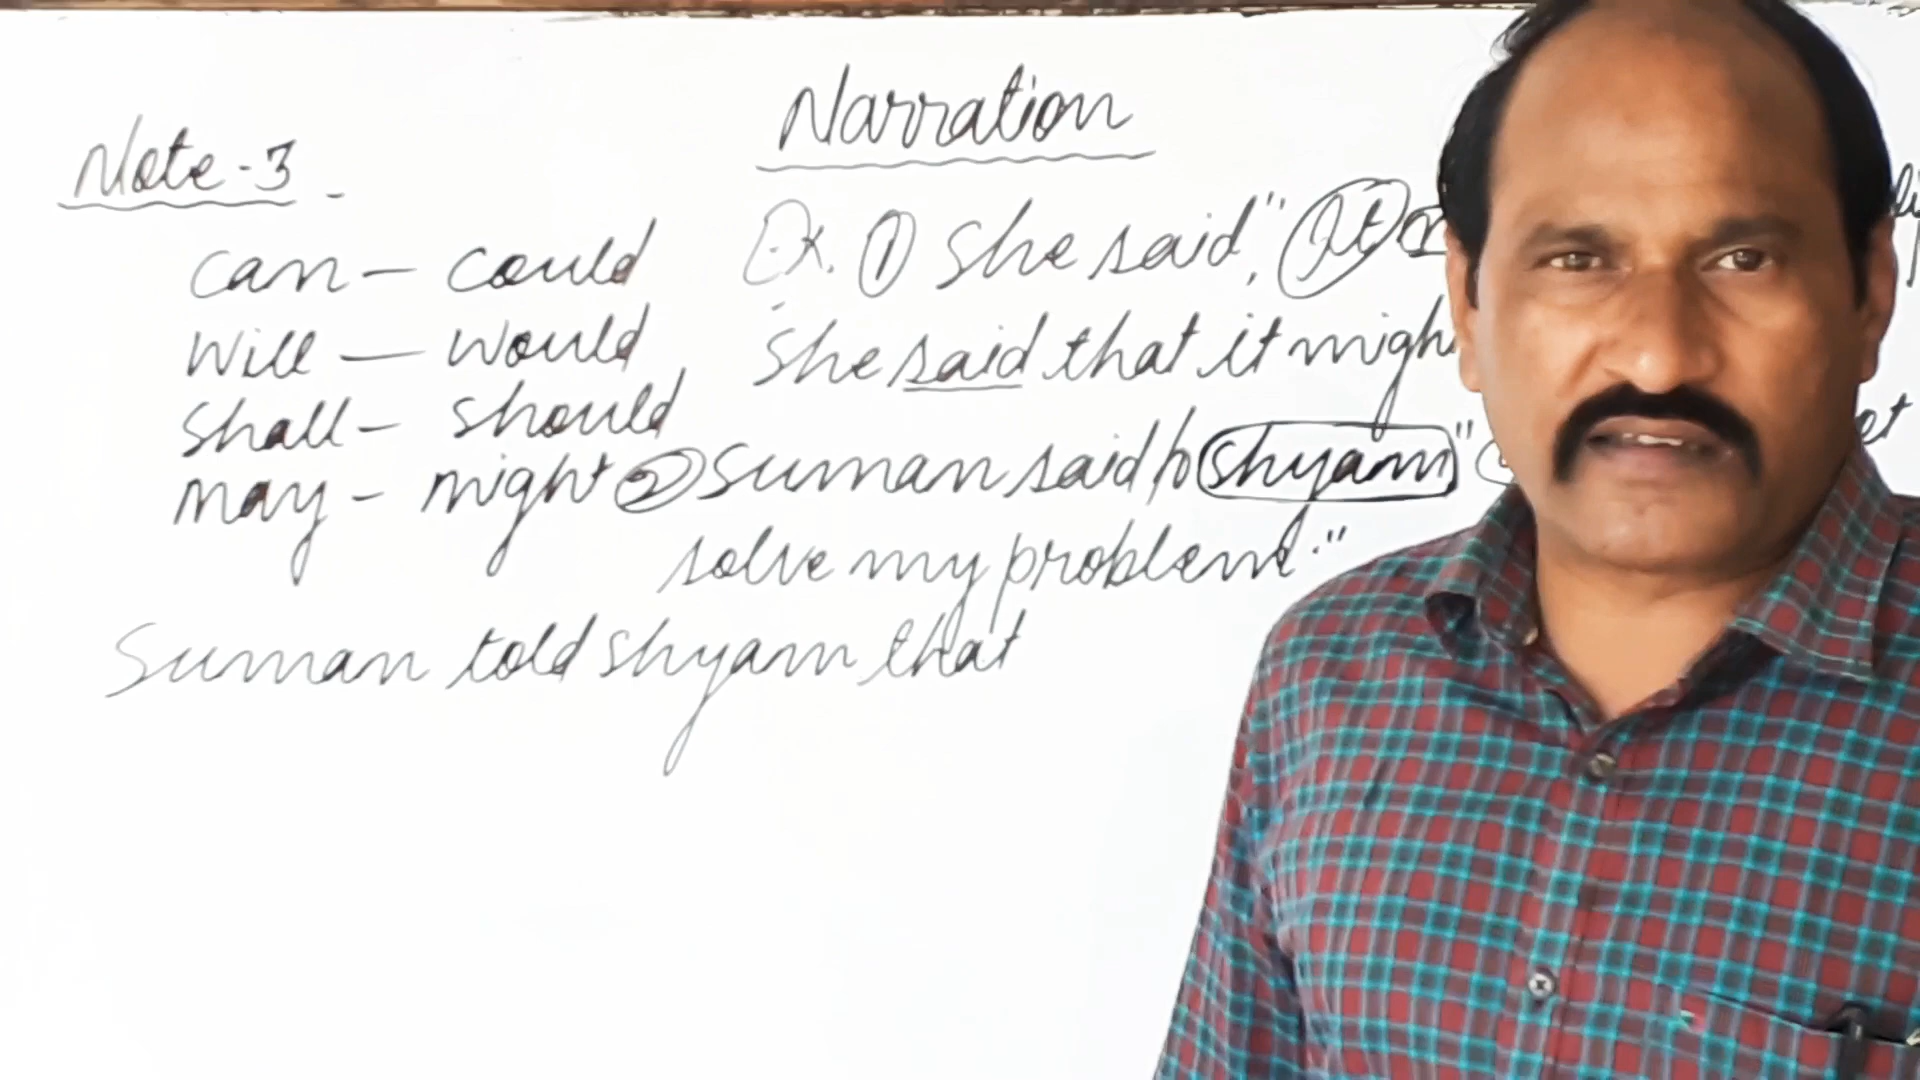 Narration
Note-3
can – could
will – would
shall – should
may – might
Ex. ① She said, " It
She said that it might
② Suman said to Shyam "
solve my problem."
Suman told Shyam that